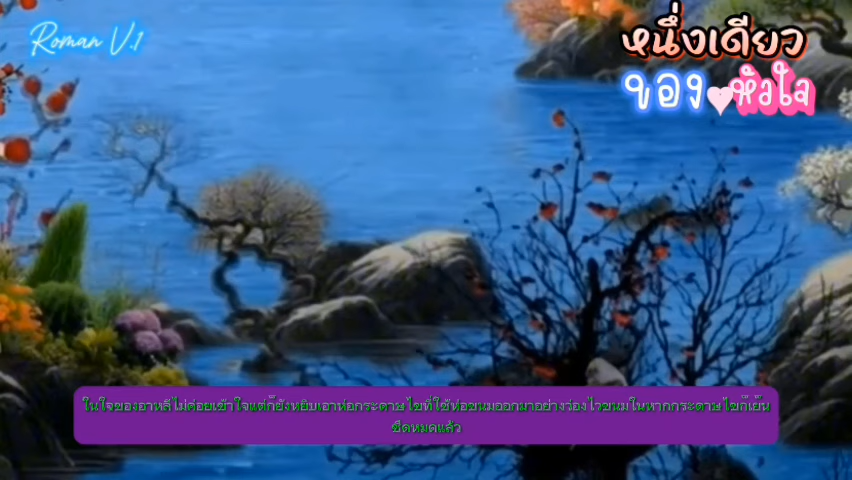 Roman V.1
หนึ่งเดียว
ของหัวใจ
ในใจของอาหลีไม่ค่อยเข้าใจแต่ก็ยังหยิบเอาห่อกระดาษไขที่ใช้ห่อขนมออกมาอย่างว่องไวขนมในหากกระดาษไขก็เย็น
ชืดหมดแล้ว